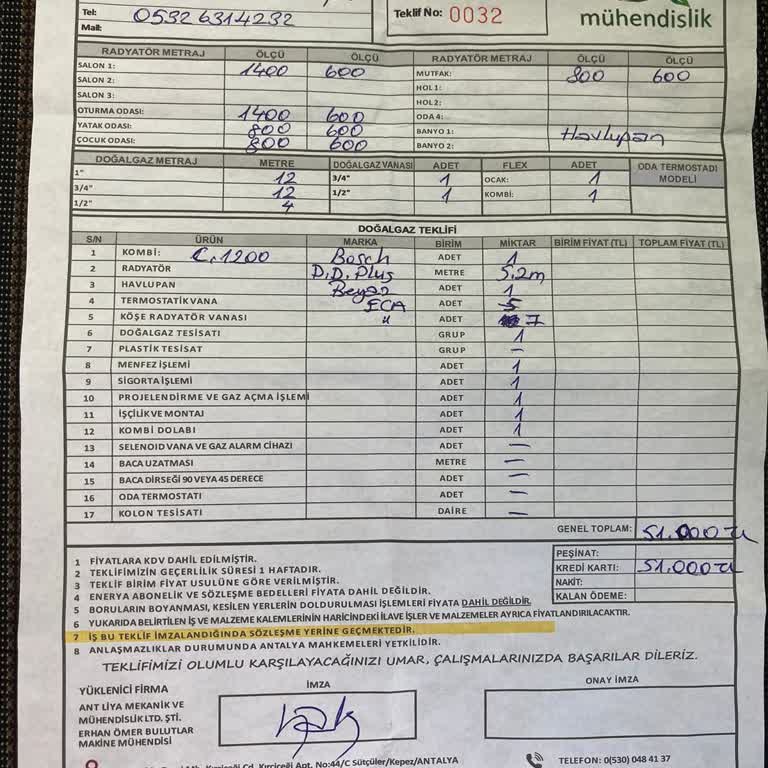 Tel: 0532 6314232
Mail:
Teklif No: 0032
mühendislik
RADYATÖR METRAJ ÖLÇÜ ÖLÇÜ RADYATÖR METRAJ ÖLÇÜ ÖLÇÜ
SALON 1: 1400 600 MUTFAK: 800 600
SALON 2: HOL1:
SALON 3: HOL2:
OTURMA ODASI: 1400 600 ODA 4:
YATAK ODASI: 800 600 BANYO 1: Havlupan
ÇOCUK ODASI: 800 600 BANYO 2:
DOĞALGAZ METRAJ METRE DOĞALGAZ VANASI ADET FLEX ADET ODA TERMOSTADI MODELİ
1" 12 3/4" 1 OCAK: 1
3/4" 12 1/2" 1 KOMBİ: 1
1/2" 4
DOĞALGAZ TEKLİFİ
S/N ÜRÜN MARKA BİRİM MİKTAR BİRİM FİYAT (TL) TOPLAM FİYAT (TL)
1 KOMBİ: C.1200 Bosch ADET 1
2 RADYATÖR D.D. Plus METRE 5.2m
3 HAVLUPAN Beyaz ADET 1
4 TERMOSTATİK VANA ECA ADET 5
5 KÖŞE RADYATÖR VANASI " ADET 7
6 DOĞALGAZ TESİSATI GRUP 1
7 PLASTİK TESİSAT GRUP —
8 MENFEZ İŞLEMİ ADET 1
9 SİGORTA İŞLEMİ ADET 1
10 PROJELENDİRME VE GAZ AÇMA İŞLEMİ ADET 1
11 İŞÇİLİK VE MONTAJ ADET 1
12 KOMBİ DOLABI ADET 1
13 SELENOID VANA VE GAZ ALARM CİHAZI ADET —
14 BACA UZATMASI METRE —
15 BACA DİRSEĞİ 90 VEYA 45 DERECE ADET —
16 ODA TERMOSTATI ADET —
17 KOLON TESİSATI DAİRE —
GENEL TOPLAM: 51.000 TL
PEŞİNAT:
KREDİ KARTI: 51.000 TL
NAKİT:
KALAN ÖDEME:
1 FİYATLARA KDV DAHİL EDİLMİŞTİR.
2 TEKLİFİMİZİN GEÇERLİLİK SÜRESİ 1 HAFTADIR.
3 TEKLİF BİRİM FİYAT USULÜNE GÖRE VERİLMİŞTİR.
4 ENERYA ABONELİK VE SÖZLEŞME BEDELLERİ FİYATA DAHİL DEĞİLDİR.
5 BORULARIN BOYANMASI, KESİLEN YERLERİN DOLDURULMASI İŞLEMLERİ FİYATA DAHİL DEĞİLDİR.
6 YUKARIDA BELİRTİLEN İŞ VE MALZEME KALEMLERİNİN HARİCİNDEKİ İLAVE İŞLER VE MALZEMELER AYRICA FİYATLANDIRILACAKTIR.
7 İŞ BU TEKLİF İMZALANDIĞINDA SÖZLEŞME YERİNE GEÇMEKTEDİR.
8 ANLAŞMAZLIKLAR DURUMUNDA ANTALYA MAHKEMELERİ YETKİLİDİR.
TEKLİFİMİZİ OLUMLU KARŞILAYACAĞINIZI UMAR, ÇALIŞMALARINIZDA BAŞARILAR DİLERİZ.
YÜKLENİCİ FİRMA İMZA ONAY İMZA
ANT LİYA MEKANİK VE
MÜHENDİSLİK LTD. ŞTİ.
ERHAN ÖMER BULUTLAR
MAKİNE MÜHENDİSİ
Kırçiçeği Cd. Kırçiçeği Apt. No:44/C Sütçüler/Kepez/ANTALYA
TELEFON: 0(530) 048 41 37